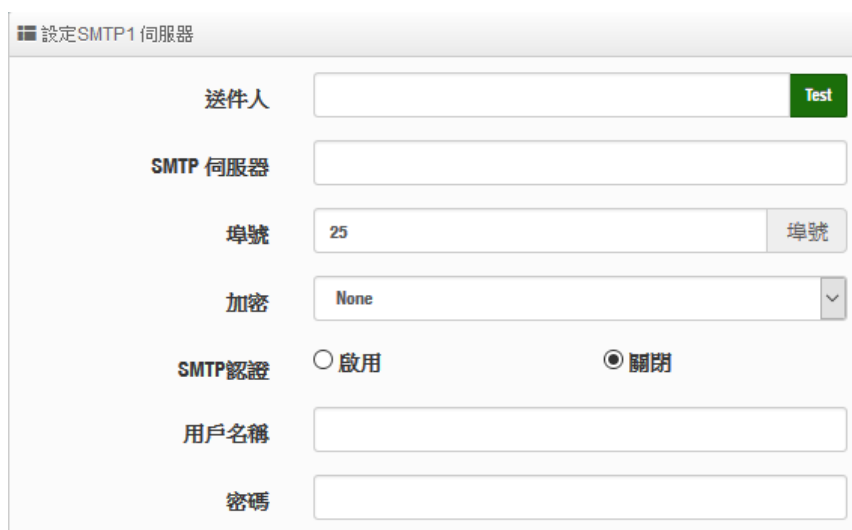 設定SMTP1 伺服器
送件人 Test
SMTP 伺服器
埠號 25 埠號
加密 None
SMTP認證 啟用 關閉
用戶名稱
密碼